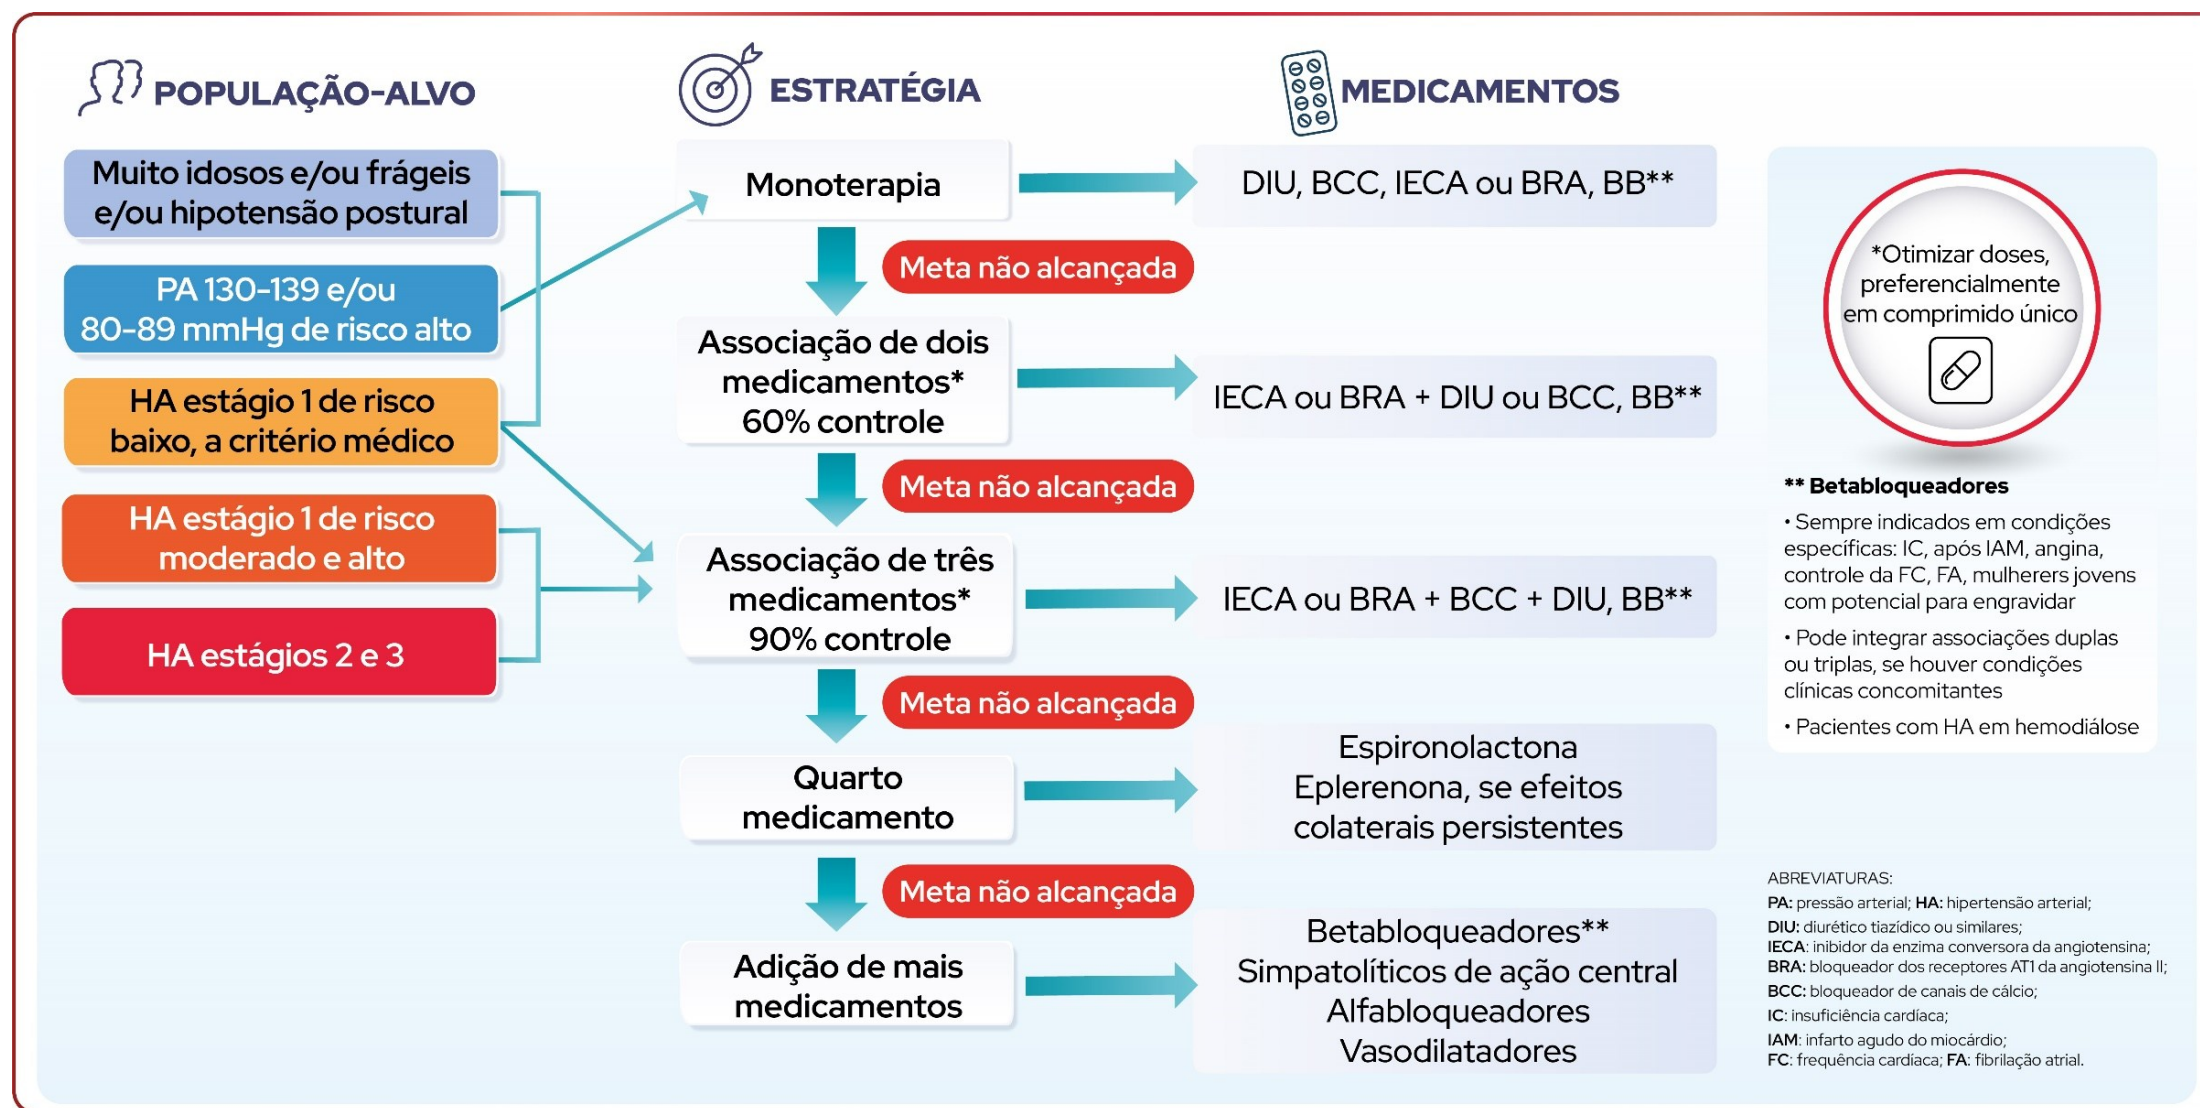 POPULAÇÃO-ALVO
Muito idosos e/ou frágeis
e/ou hipotensão postural
PA 130-139 e/ou
80-89 mmHg de risco alto
HA estágio 1 de risco
baixo, a critério médico
HA estágio 1 de risco
moderado e alto
HA estágios 2 e 3
ESTRATÉGIA
Monoterapia
Meta não alcançada
Associação de dois
medicamentos*
60% controle
Meta não alcançada
Associação de três
medicamentos*
90% controle
Meta não alcançada
Quarto
medicamento
Meta não alcançada
Adição de mais
medicamentos
MEDICAMENTOS
DIU, BCC, IECA ou BRA, BB**
IECA ou BRA + DIU ou BCC, BB**
IECA ou BRA + BCC + DIU, BB**
Espironolactona
Eplerenona, se efeitos
colaterais persistentes
Betabloqueadores**
Simpatolíticos de ação central
Alfabloqueadores
Vasodilatadores
*Otimizar doses,
preferencialmente
em comprimido único
** Betabloqueadores
• Sempre indicados em condições
específicas: IC, após IAM, angina,
controle da FC, FA, mulherers jovens
com potencial para engravidar
• Pode integrar associações duplas
ou triplas, se houver condições
clínicas concomitantes
• Pacientes com HA em hemodiálose
ABREVIATURAS:
PA: pressão arterial; HA: hipertensão arterial;
DIU: diurético tiazídico ou similares;
IECA: inibidor da enzima conversora da angiotensina;
BRA: bloqueador dos receptores AT1 da angiotensina II;
BCC: bloqueador de canais de cálcio;
IC: insuficiência cardíaca;
IAM: infarto agudo do miocárdio;
FC: frequência cardíaca; FA: fibrilação atrial.